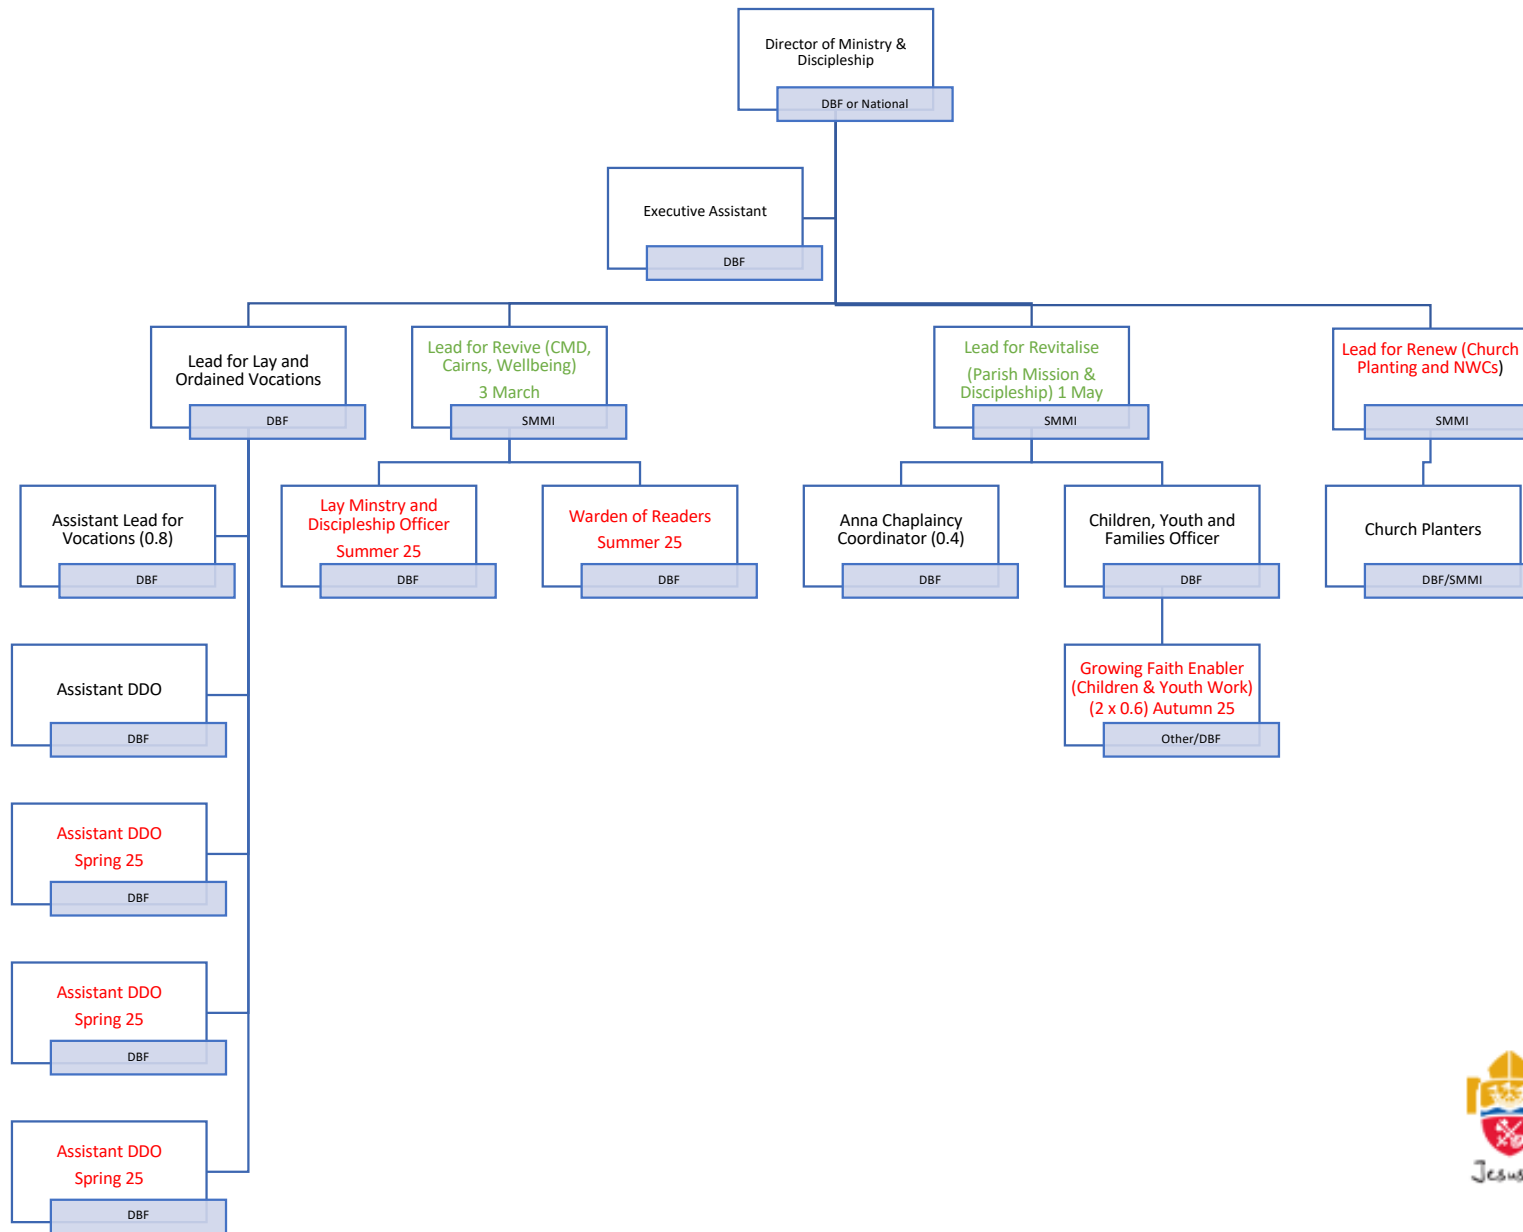 Director of Ministry &
Discipleship
DBF or National
Executive Assistant
DBF
Lead for Lay and
Ordained Vocations
DBF
Lead for Revive (CMD,
Cairns, Wellbeing)
3 March
SMMI
Lead for Revitalise
(Parish Mission &
Discipleship) 1 May
SMMI
Lead for Renew (Church
Planting and NWCs)
SMMI
Assistant Lead for
Vocations (0.8)
DBF
Lay Minstry and
Discipleship Officer
Summer 25
DBF
Warden of Readers
Summer 25
DBF
Anna Chaplaincy
Coordinator (0.4)
DBF
Children, Youth and
Families Officer
DBF
Church Planters
DBF/SMMI
Assistant DDO
DBF
Growing Faith Enabler
(Children & Youth Work)
(2 x 0.6) Autumn 25
Other/DBF
Assistant DDO
Spring 25
DBF
Assistant DDO
Spring 25
DBF
Assistant DDO
Spring 25
DBF
Jesus